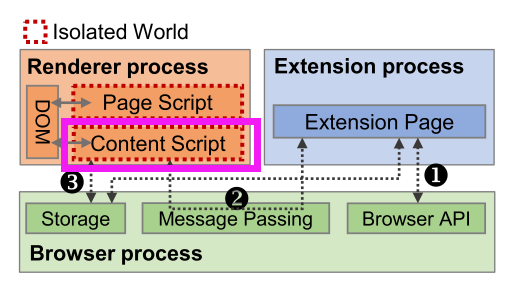 Isolated World
Renderer process
Extension process
DOM
Page Script
Content Script
Extension Page
❸
❷
❶
Storage
Message Passing
Browser API
Browser process